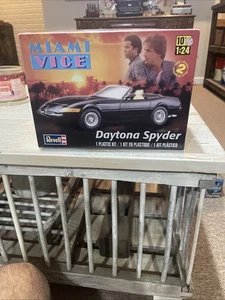 MIAMI
VICE
10+
1:24
2
Revell
Daytona Spyder
1 PLASTIC KIT / 1 KIT EN PLASTIQUE / 1 KIT PLÁSTICO